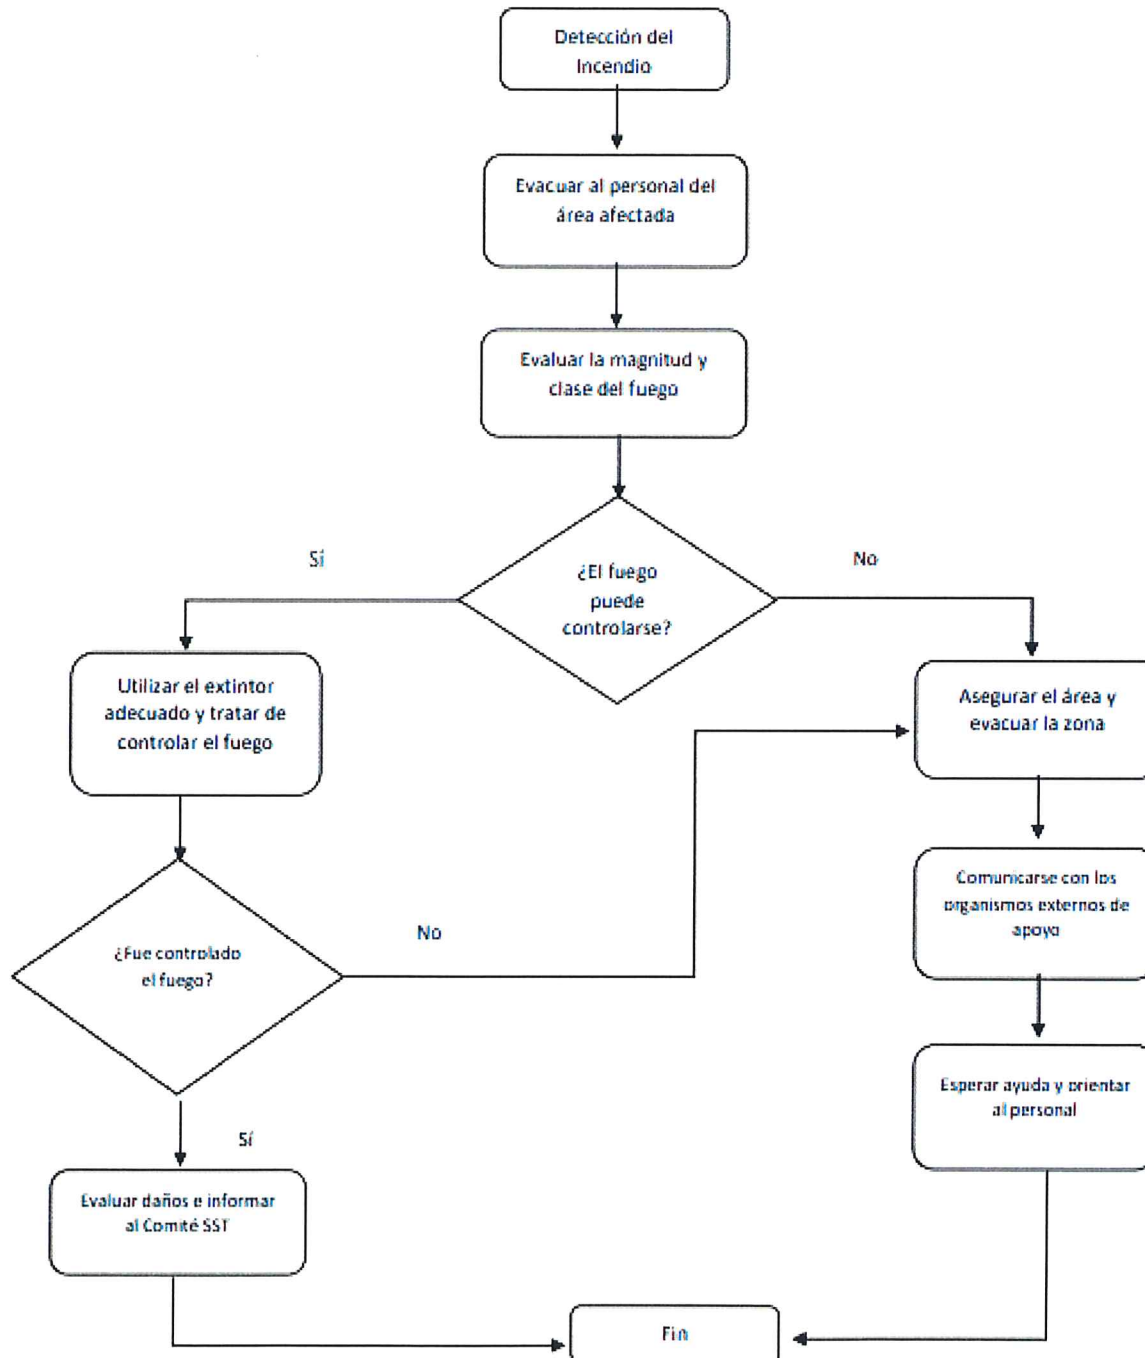 Detección del
Incendio
Evacuar al personal del
área afectada
Evaluar la magnitud y
clase del fuego
Sí
No
¿El fuego
puede
controlarse?
Utilizar el extintor
adecuado y tratar de
controlar el fuego
Asegurar el área y
evacuar la zona
Comunicarse con los
organismos externos de
apoyo
¿Fue controlado
el fuego?
No
Esperar ayuda y orientar
al personal
Sí
Evaluar daños e informar
al Comité SST
Fin